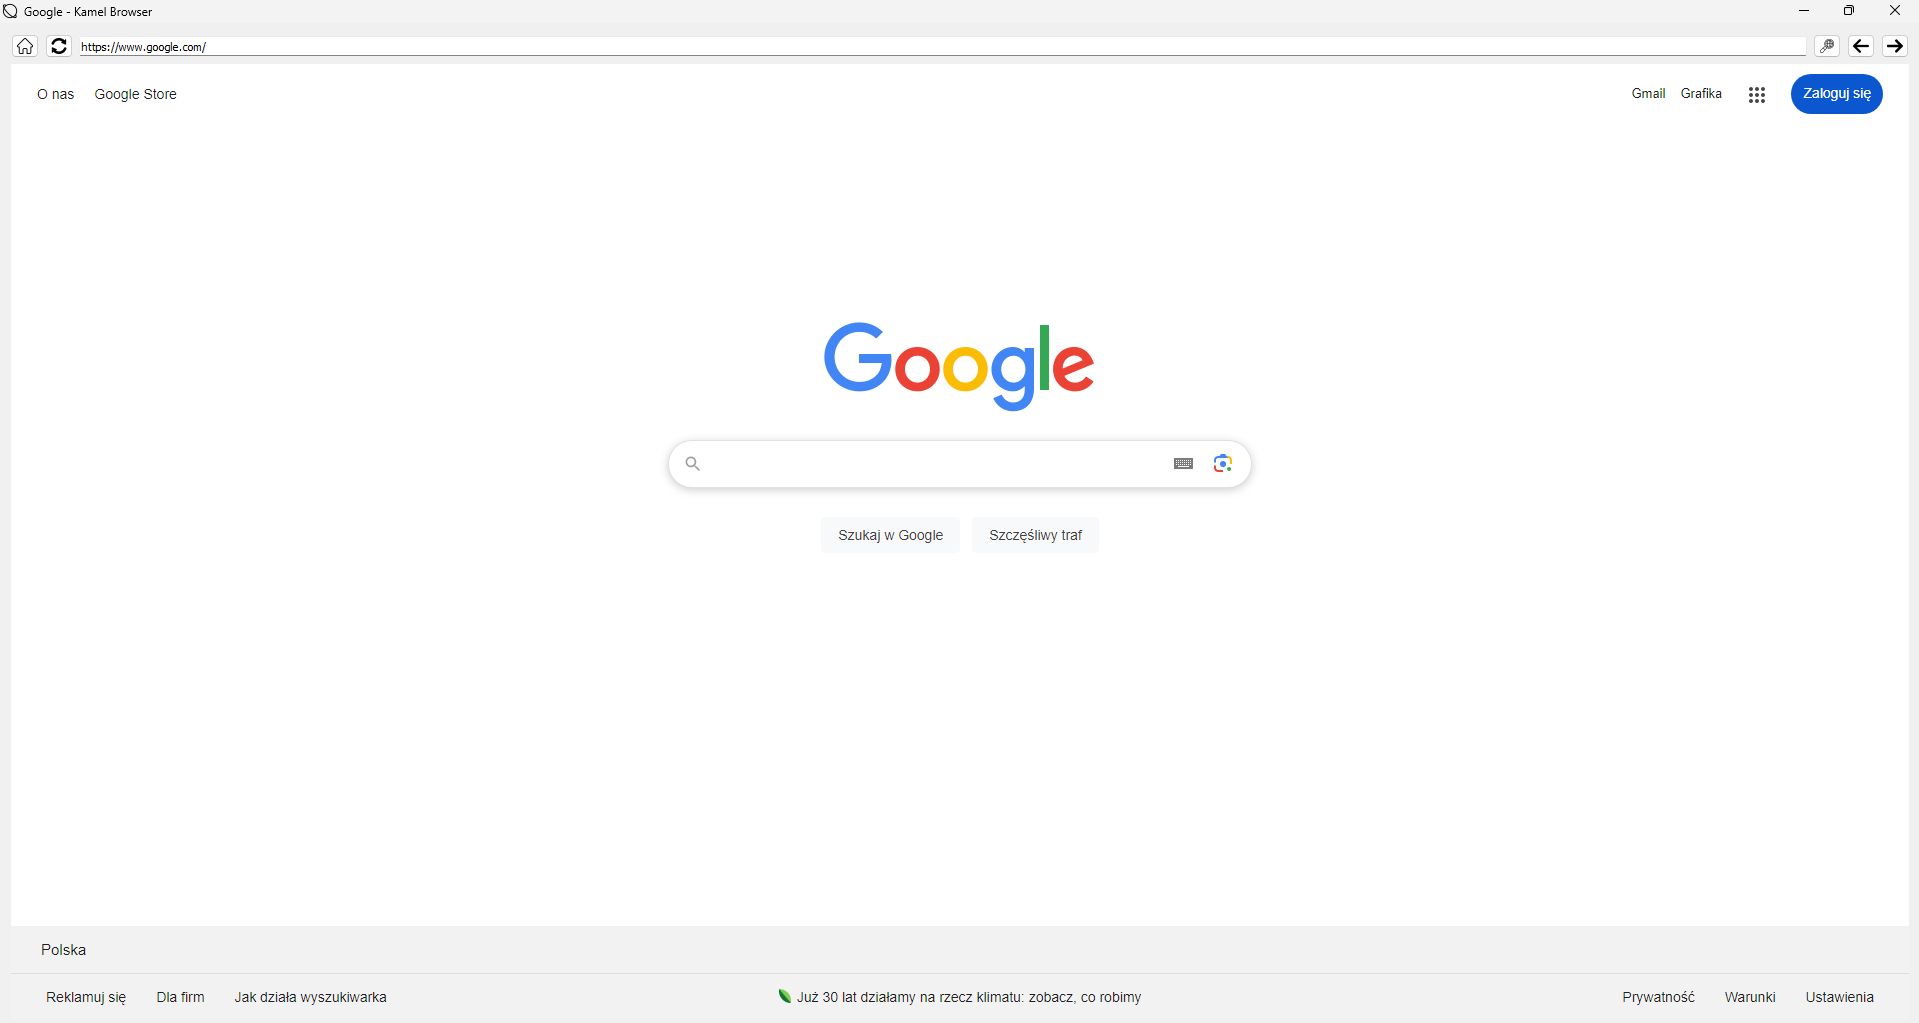 Google - Kamel Browser
https://www.google.com/
O nas Google Store Gmail Grafika Zaloguj się
Google
Szukaj w Google Szczęśliwy traf
Polska
Reklamuj się Dla firm Jak działa wyszukiwarka Już 30 lat działamy na rzecz klimatu: zobacz, co robimy Prywatność Warunki Ustawienia